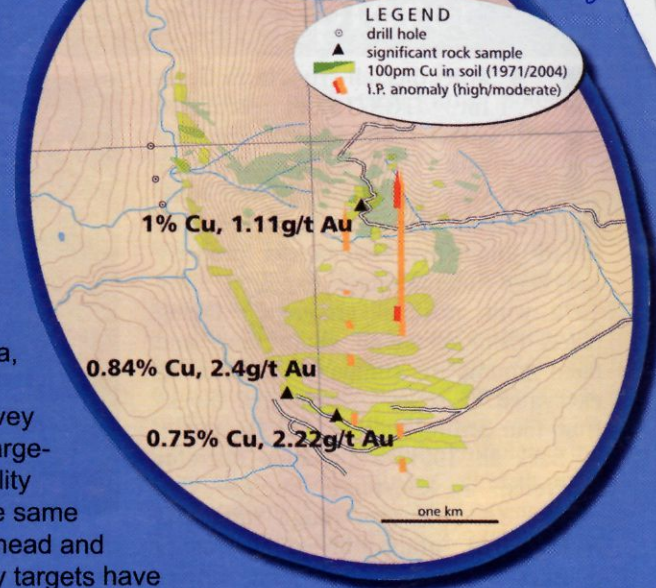 LEGEND
drill hole
significant rock sample
100pm Cu in soil (1971/2004)
I.P. anomaly (high/moderate)
1% Cu, 1.11g/t Au
0.84% Cu, 2.4g/t Au
0.75% Cu, 2.22g/t Au
one km
a,
vey
arge-
lity
e same
head and
y targets have